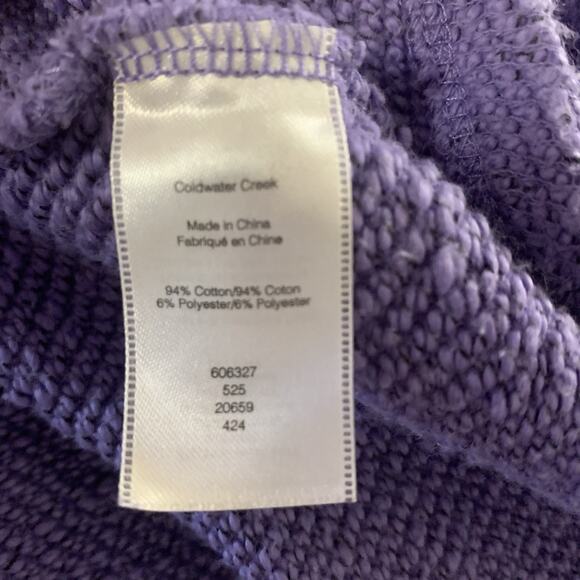 Coldwater Creek
Made in China
Fabriqué en Chine
94% Cotton/94% Coton
6% Polyester/6% Polyester
606327
525
20659
424